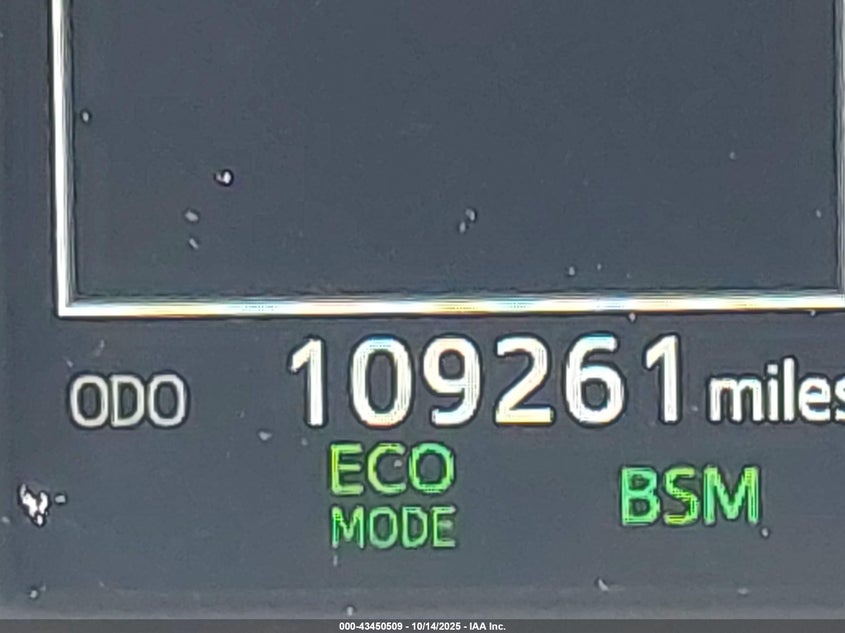 ODO 109261 miles
ECO
MODE
BSM
000-43450509 - 10/14/2025 - IAA Inc.